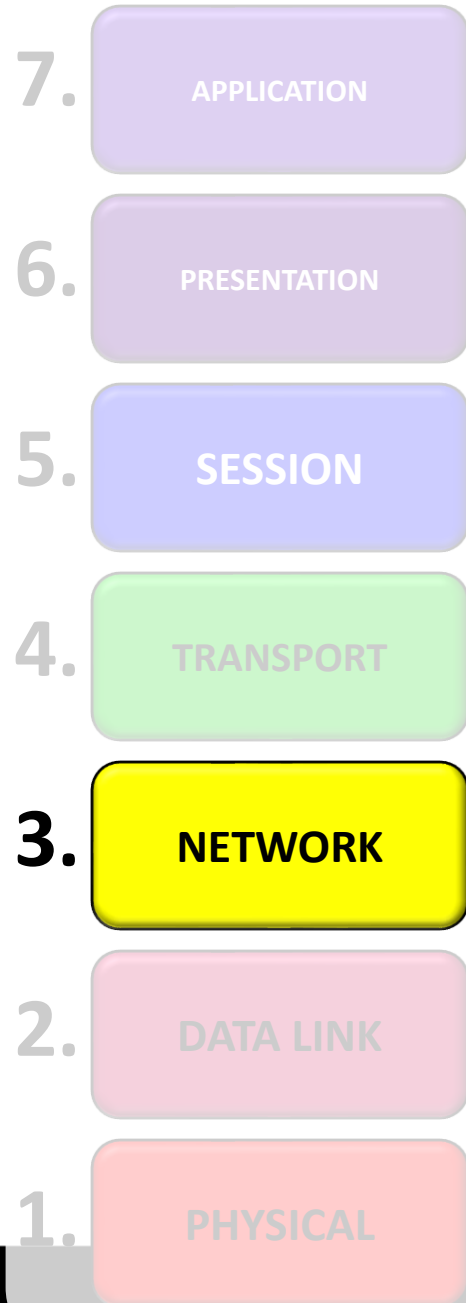 7. APPLICATION
6. PRESENTATION
5. SESSION
4. TRANSPORT
3. NETWORK
2. DATA LINK
1. PHYSICAL